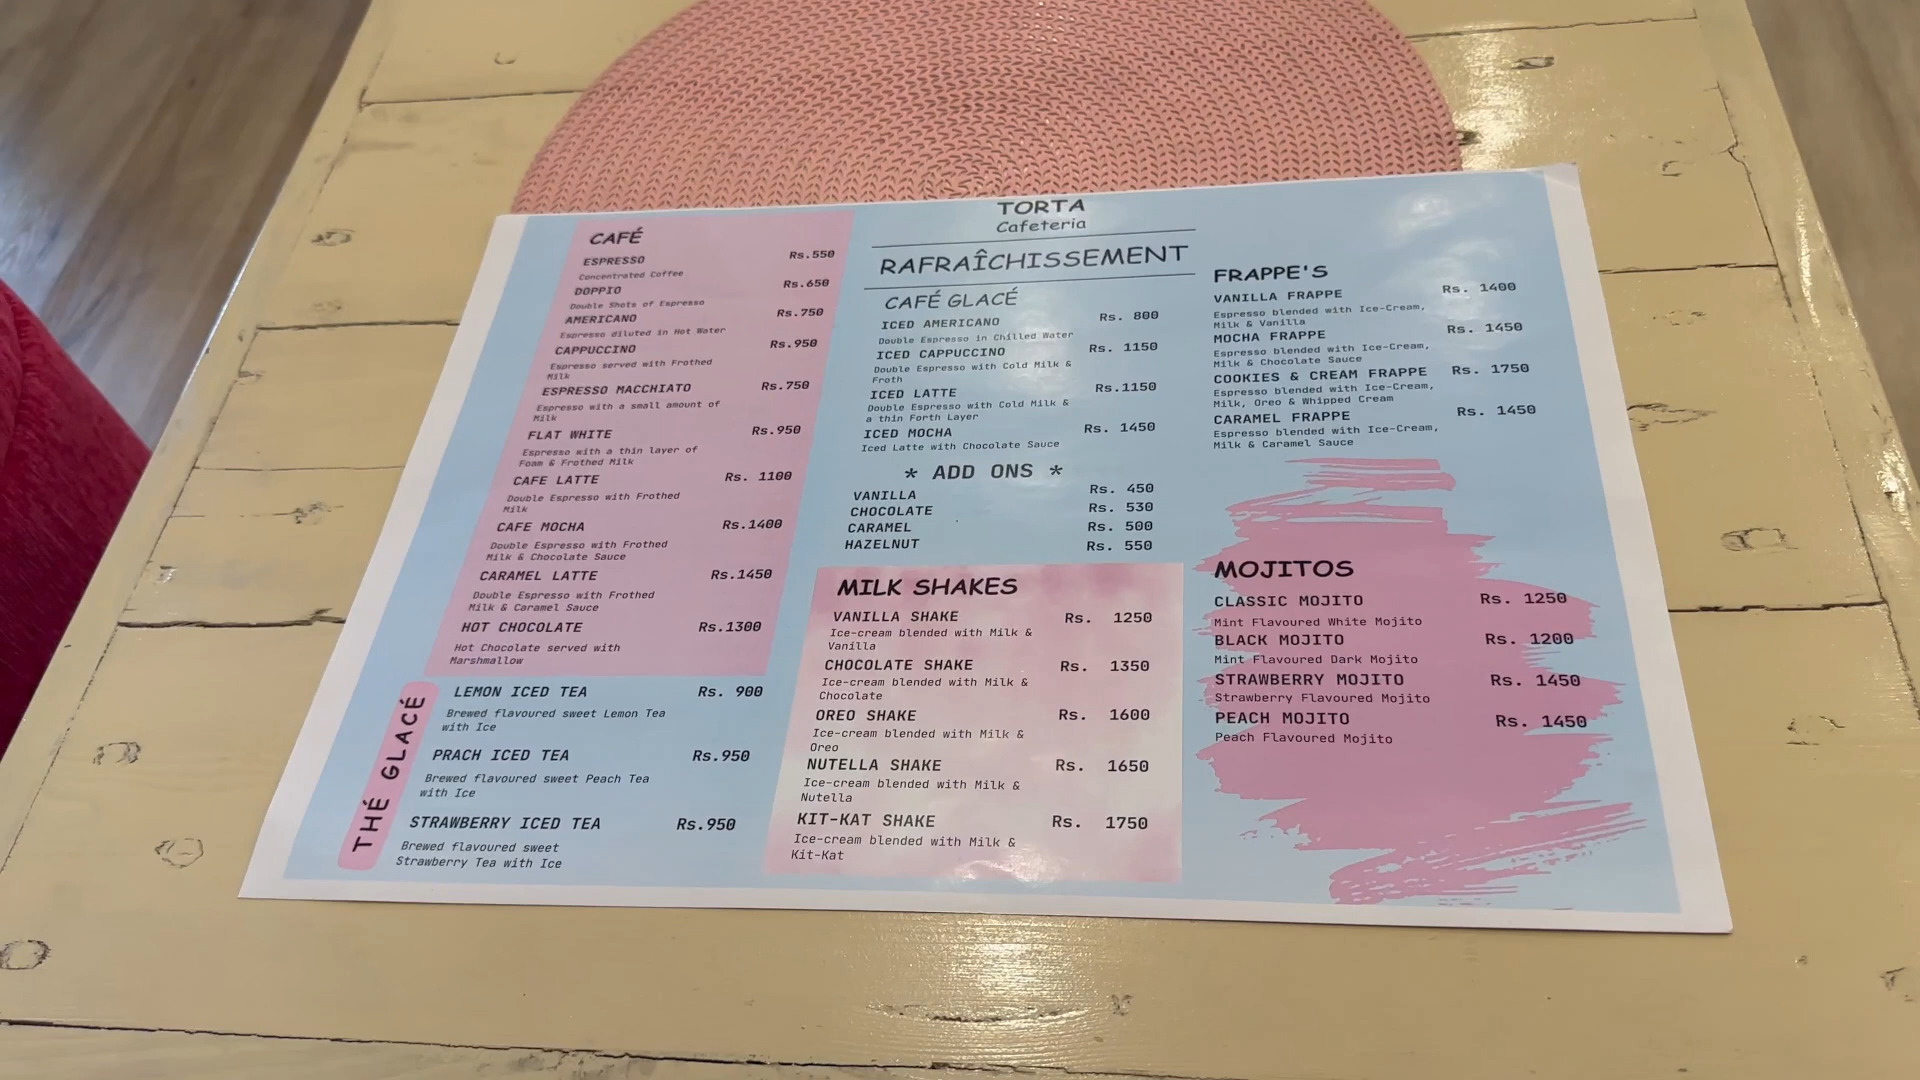 TORTA
Cafeteria
RAFRAÎCHISSEMENT
CAFÉ
ESPRESSO Rs.550
Concentrated Coffee
DOPPIO Rs.650
Double Shots of Espresso
AMERICANO Rs.750
Espresso diluted in Hot Water
CAPPUCCINO Rs.950
Espresso served with Frothed
Milk
ESPRESSO MACCHIATO Rs.750
Espresso with a small amount of
Milk
FLAT WHITE Rs.950
Espresso with a thin layer of
Foam & Frothed Milk
CAFE LATTE Rs. 1100
Double Espresso with Frothed
Milk
CAFE MOCHA Rs.1400
Double Espresso with Frothed
Milk & Chocolate Sauce
CARAMEL LATTE Rs.1450
Double Espresso with Frothed
Milk & Caramel Sauce
HOT CHOCOLATE Rs.1300
Hot Chocolate served with
Marshmallow
THÉ GLACÉ
LEMON ICED TEA Rs. 900
Brewed flavoured sweet Lemon Tea
with Ice
PRACH ICED TEA Rs.950
Brewed flavoured sweet Peach Tea
with Ice
STRAWBERRY ICED TEA Rs.950
Brewed flavoured sweet
Strawberry Tea with Ice
CAFÉ GLACÉ
ICED AMERICANO Rs. 800
Double Espresso in Chilled Water
ICED CAPPUCCINO Rs. 1150
Double Espresso with Cold Milk &
Froth
ICED LATTE Rs.1150
Double Espresso with Cold Milk &
a thin Forth Layer
ICED MOCHA Rs. 1450
Iced Latte with Chocolate Sauce
* ADD ONS *
VANILLA Rs. 450
CHOCOLATE Rs. 530
CARAMEL Rs. 500
HAZELNUT Rs. 550
MILK SHAKES
VANILLA SHAKE Rs. 1250
Ice-cream blended with Milk &
Vanilla
CHOCOLATE SHAKE Rs. 1350
Ice-cream blended with Milk &
Chocolate
OREO SHAKE Rs. 1600
Ice-cream blended with Milk &
Oreo
NUTELLA SHAKE Rs. 1650
Ice-cream blended with Milk &
Nutella
KIT-KAT SHAKE Rs. 1750
Ice-cream blended with Milk &
Kit-Kat
FRAPPE'S
VANILLA FRAPPE Rs. 1400
Espresso blended with Ice-Cream,
Milk & Vanilla
MOCHA FRAPPE Rs. 1450
Espresso blended with Ice-Cream,
Milk & Chocolate Sauce
COOKIES & CREAM FRAPPE Rs. 1750
Espresso blended with Ice-Cream,
Milk, Oreo & Whipped Cream
CARAMEL FRAPPE Rs. 1450
Espresso blended with Ice-Cream,
Milk & Caramel Sauce
MOJITOS
CLASSIC MOJITO Rs. 1250
Mint Flavoured White Mojito
BLACK MOJITO Rs. 1200
Mint Flavoured Dark Mojito
STRAWBERRY MOJITO Rs. 1450
Strawberry Flavoured Mojito
PEACH MOJITO Rs. 1450
Peach Flavoured Mojito